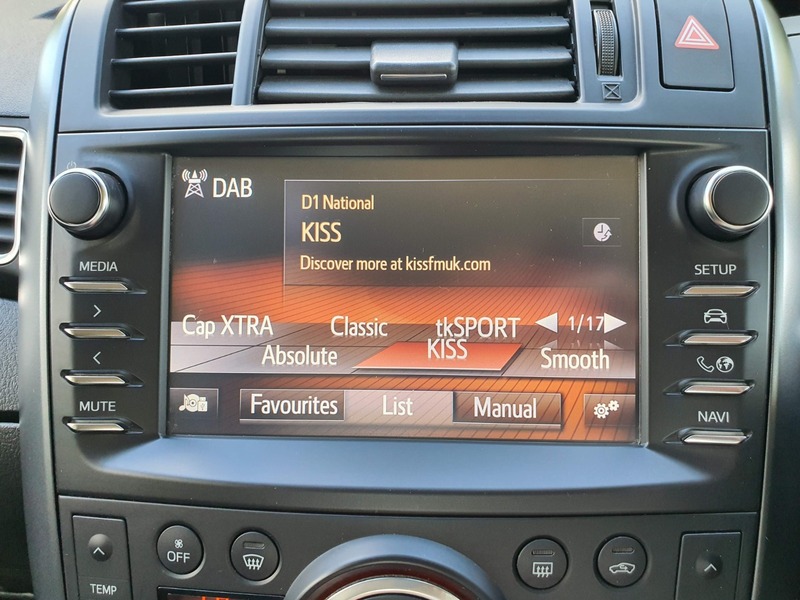 DAB
D1 National
KISS
Discover more at kissfmuk.com
MEDIA
SETUP
Cap XTRA Classic tkSPORT 1/17
Absolute KISS Smooth
MUTE
Favourites List Manual
NAVI
OFF
TEMP